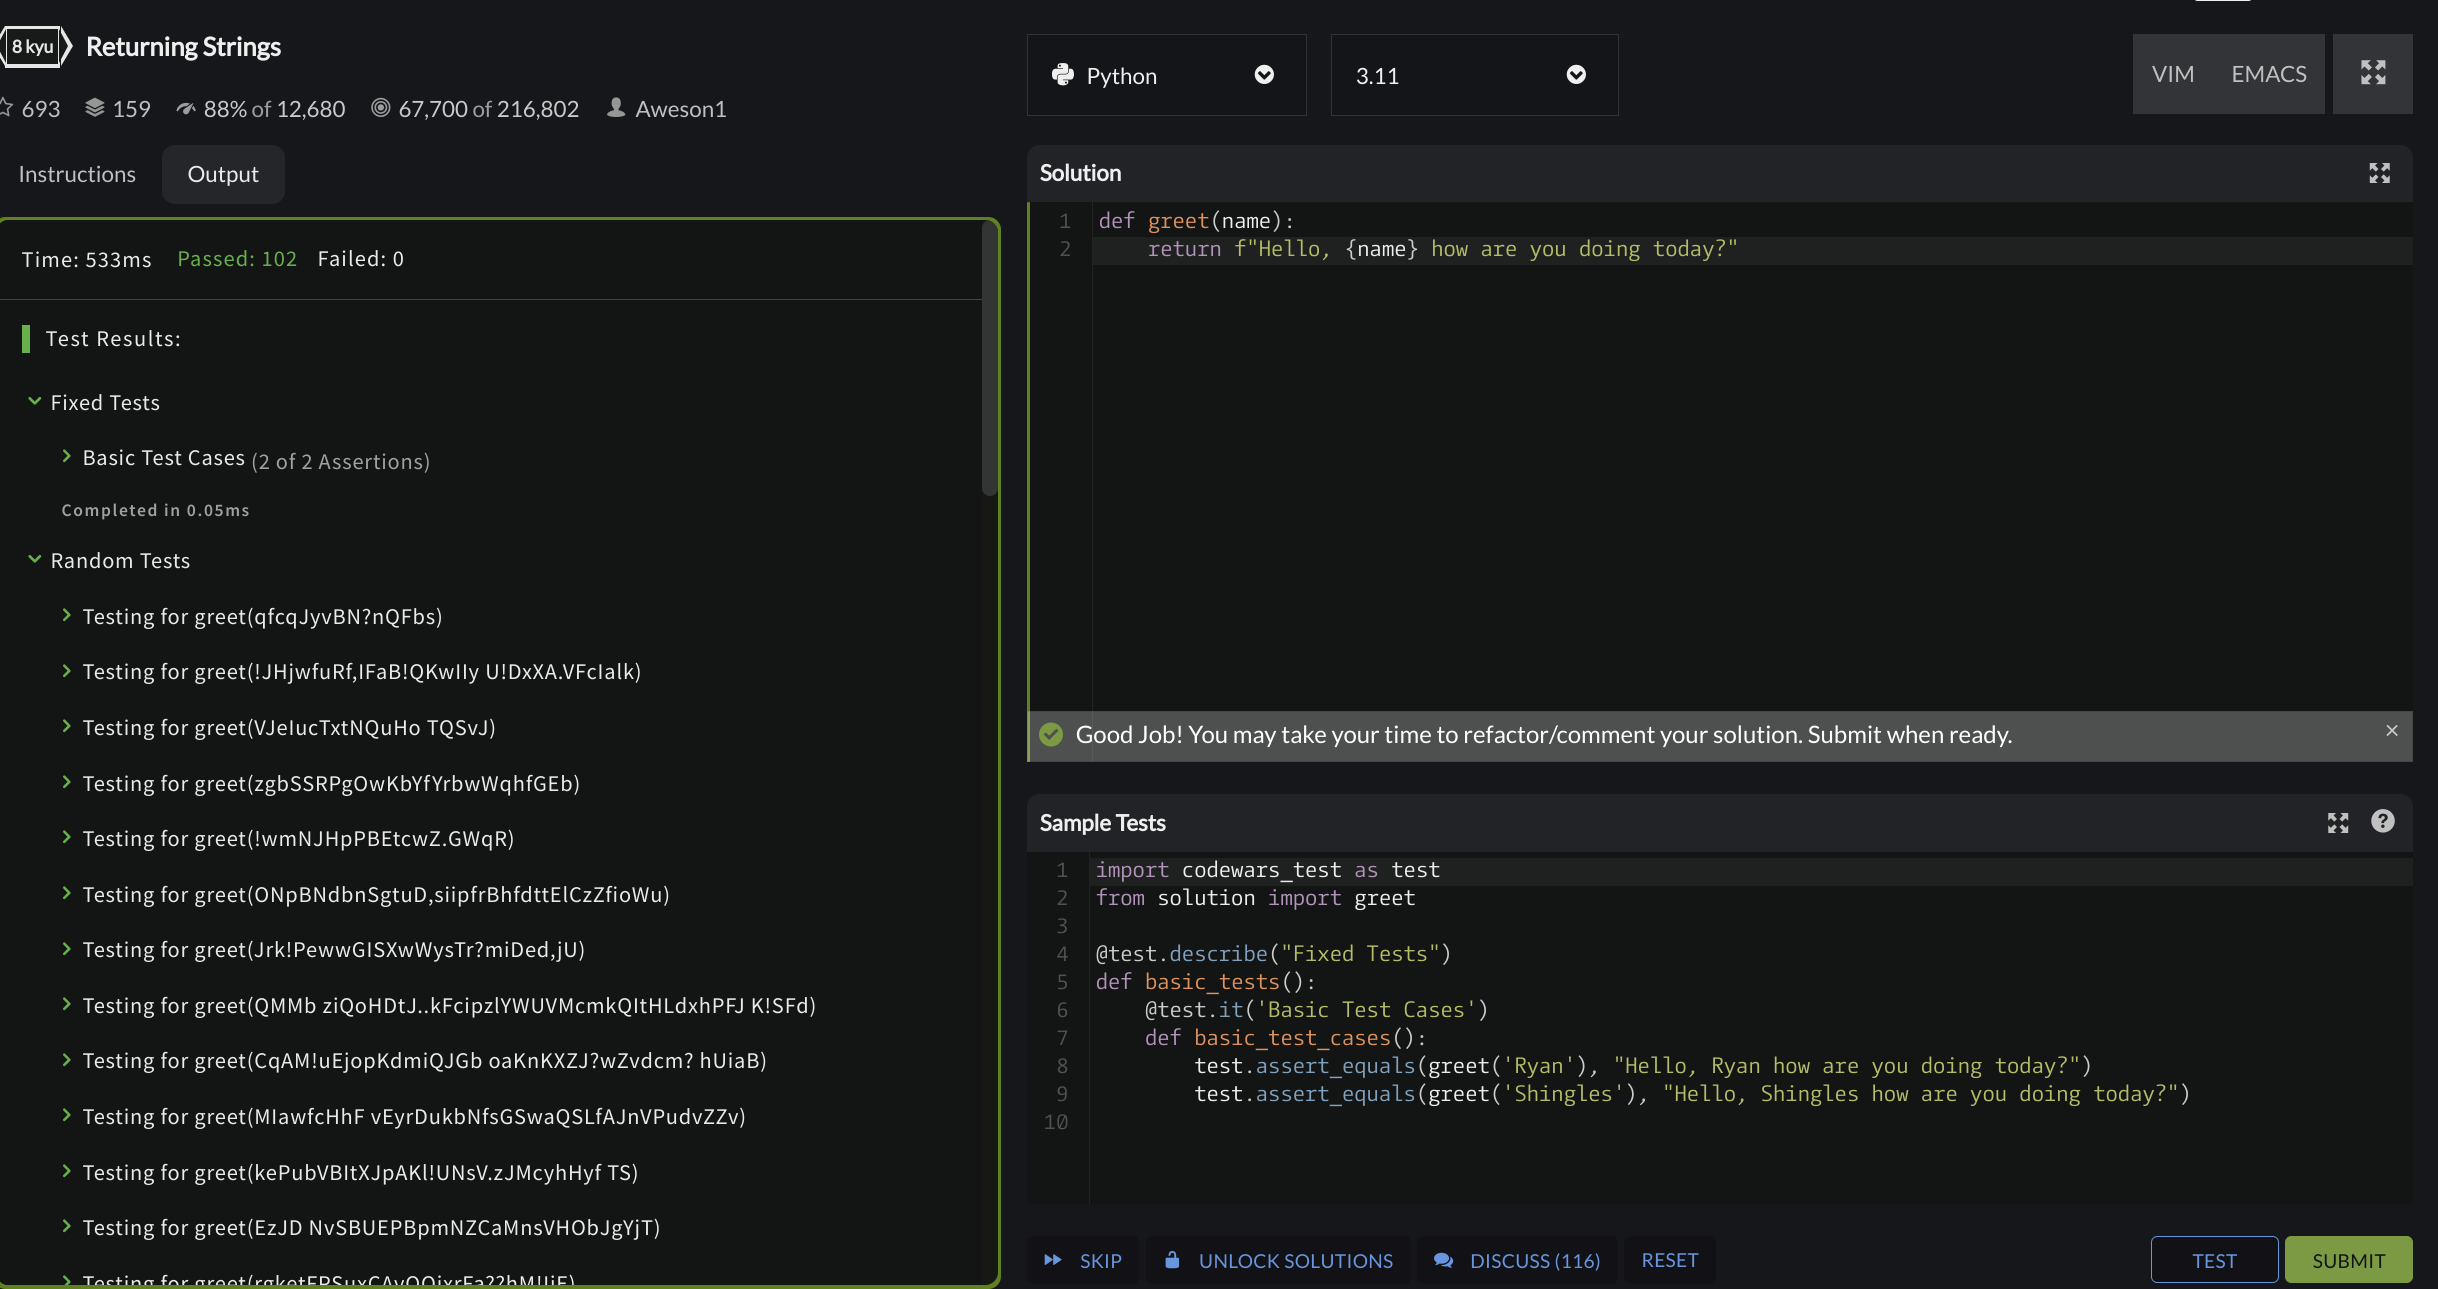 8 kyu Returning Strings
693 159 88% of 12,680 67,700 of 216,802 Aweson1
Instructions Output
Time: 533ms Passed: 102 Failed: 0
Test Results:
Fixed Tests
Basic Test Cases (2 of 2 Assertions)
Completed in 0.05ms
Random Tests
Testing for greet(qfcqJyvBN?nQFbs)
Testing for greet(!JHjwfuRf,IFaB!QKwIIy U!DxXA.VFcIalk)
Testing for greet(VJeIucTxtNQuHo TQSvJ)
Testing for greet(zgbSSRPgOwKbYfYrbwWqhfGEb)
Testing for greet(!wmNJHpPBEtcwZ.GWqR)
Testing for greet(ONpBNdbnSgtuD,siipfrBhfdttElCzZfioWu)
Testing for greet(Jrk!PewwGISXwWysTr?miDed,jU)
Testing for greet(QMMb ziQoHDtJ..kFcipzlYWUVMcmkQItHLdxhPFJ K!SFd)
Testing for greet(CqAM!uEjopKdmiQJGb oaKnKXZJ?wZvdcm? hUiaB)
Testing for greet(MIawfcHhF vEyrDukbNfsGSwaQSLfAJnVPudvZZv)
Testing for greet(kePubVBItXJpAKl!UNsV.zJMcyhHyf TS)
Testing for greet(EzJD NvSBUEPBpmNZCaMnsVHObJgYjT)
Testing for
Python 3.11 VIM EMACS
Solution
1 def greet(name):
2     return f"Hello, {name} how are you doing today?"
Good Job! You may take your time to refactor/comment your solution. Submit when ready.
Sample Tests
1 import codewars_test as test
2 from solution import greet
3
4 @test.describe("Fixed Tests")
5 def basic_tests():
6     @test.it('Basic Test Cases')
7     def basic_test_cases():
8         test.assert_equals(greet('Ryan'), "Hello, Ryan how are you doing today?")
9         test.assert_equals(greet('Shingles'), "Hello, Shingles how are you doing today?")
10
SKIP UNLOCK SOLUTIONS DISCUSS (116) RESET TEST SUBMIT